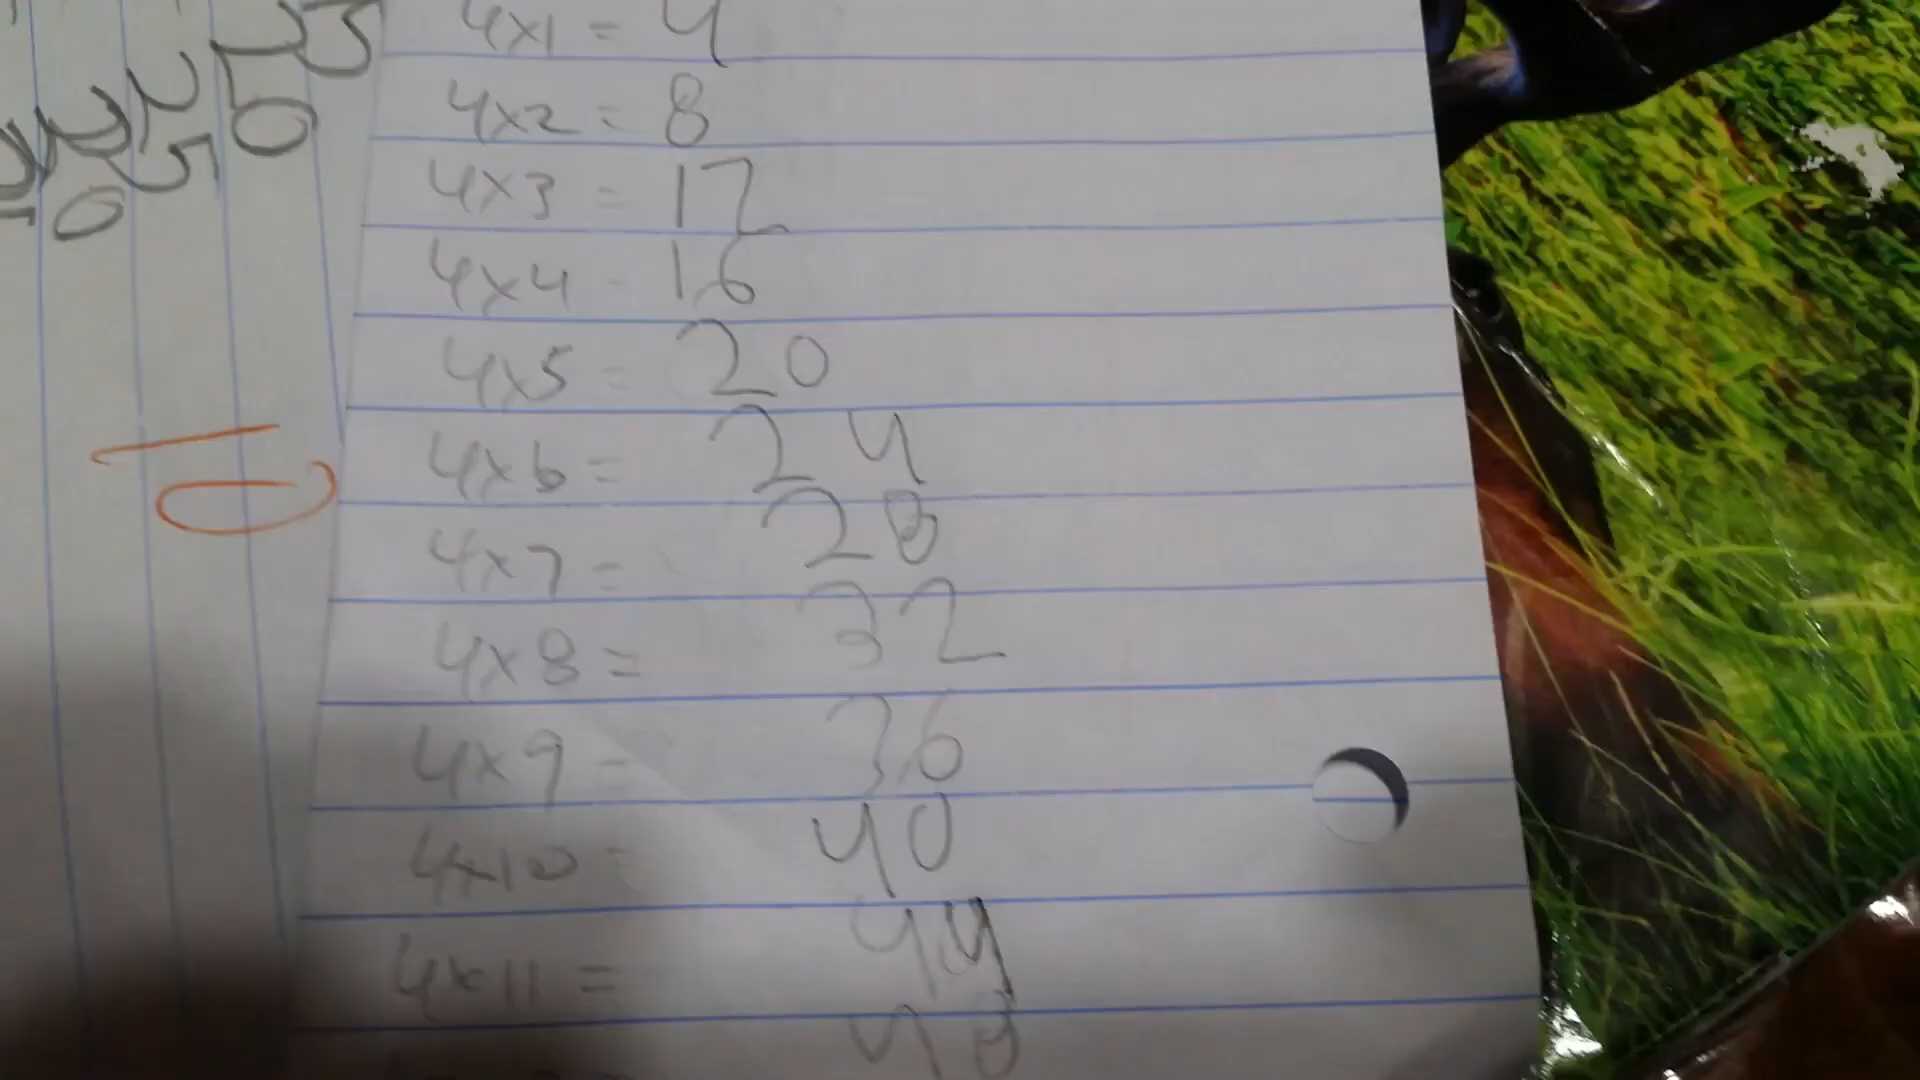 4x1 = 4
4x2 = 8
4x3 = 12
4x4 = 16
4x5 = 20
4x6 = 24
4x7 = 28
4x8 = 32
4x9 = 36
4x10 = 40
4x11 = 44
48